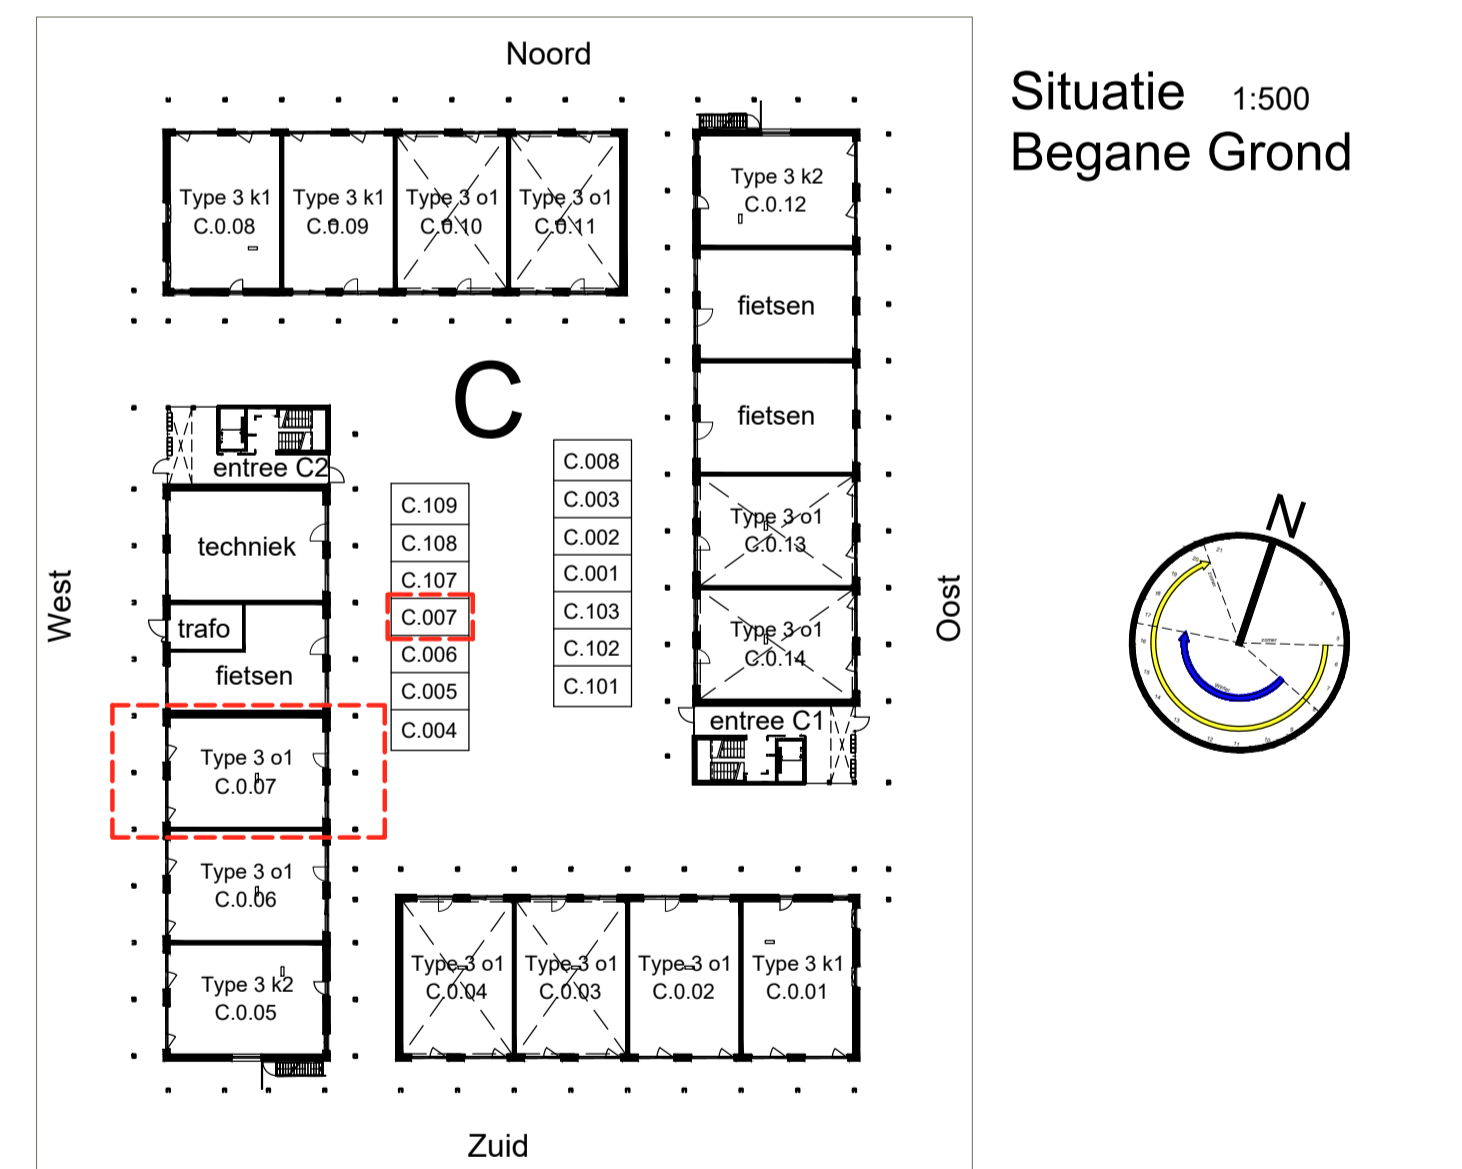 Noord
Situatie 1:500
Begane Grond
Type 3 k1
C.0.08
Type 3 k1
C.0.09
Type 3 o1
C.0.10
Type 3 o1
C.0.11
Type 3 k2
C.0.12
fietsen
fietsen
C
entree C2
techniek
trafo
fietsen
C.109
C.108
C.107
C.007
C.006
C.005
C.004
C.008
C.003
C.002
C.001
C.103
C.102
C.101
Type 3 o1
C.0.13
Type 3 o1
C.0.14
entree C1
West
Oost
N
zomer
winter
Type 3 o1
C.0.07
Type 3 o1
C.0.06
Type 3 k2
C.0.05
Type 3 o1
C.0.04
Type 3 o1
C.0.03
Type 3 o1
C.0.02
Type 3 k1
C.0.01
Zuid